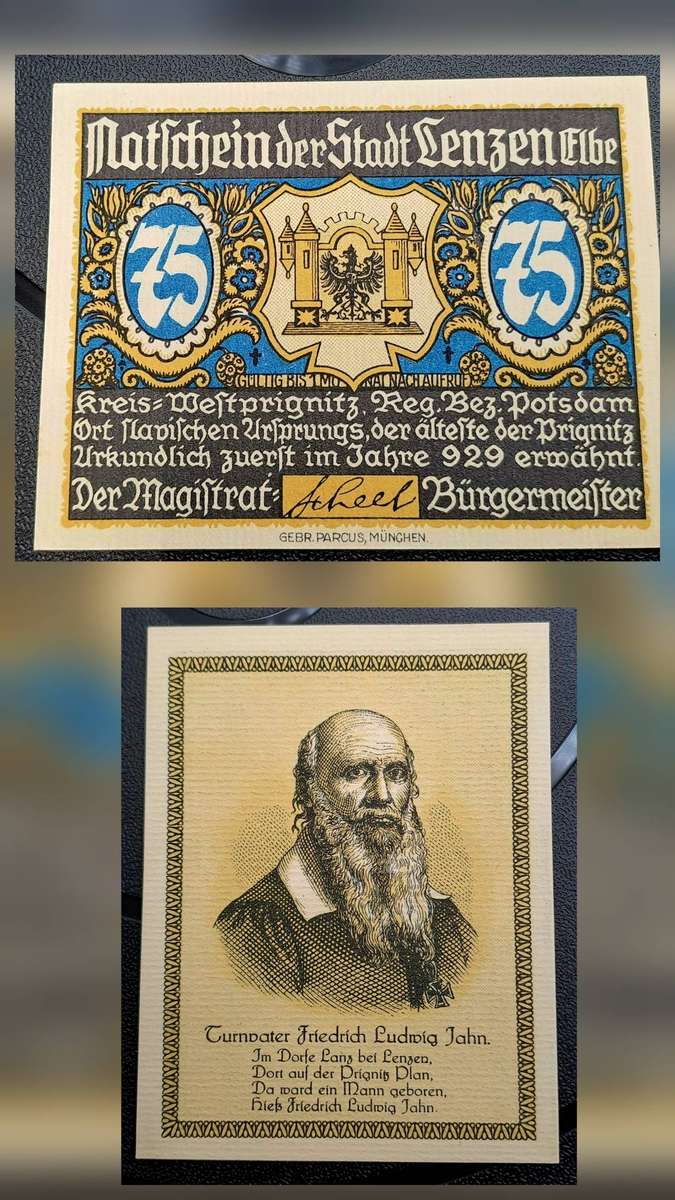 Notschein der Stadt Lenzen Elbe
75 75
GÜLTIG BIS 1 MONAT NACH AUFRUF
Kreis=Westprignitz, Reg. Bez. Potsdam
Ort slavischen Ursprungs, der älteste der Prignitz
Urkundlich zuerst im Jahre 929 erwähnt.
Der Magistrat: Scheel Bürgermeister
GEBR. PARCUS, MÜNCHEN.
Turnvater Friedrich Ludwig Jahn.
Im Dorfe Lanz bei Lenzen,
Dort auf der Prignitz Plan,
Da ward ein Mann geboren,
Hieß Friedrich Ludwig Jahn.